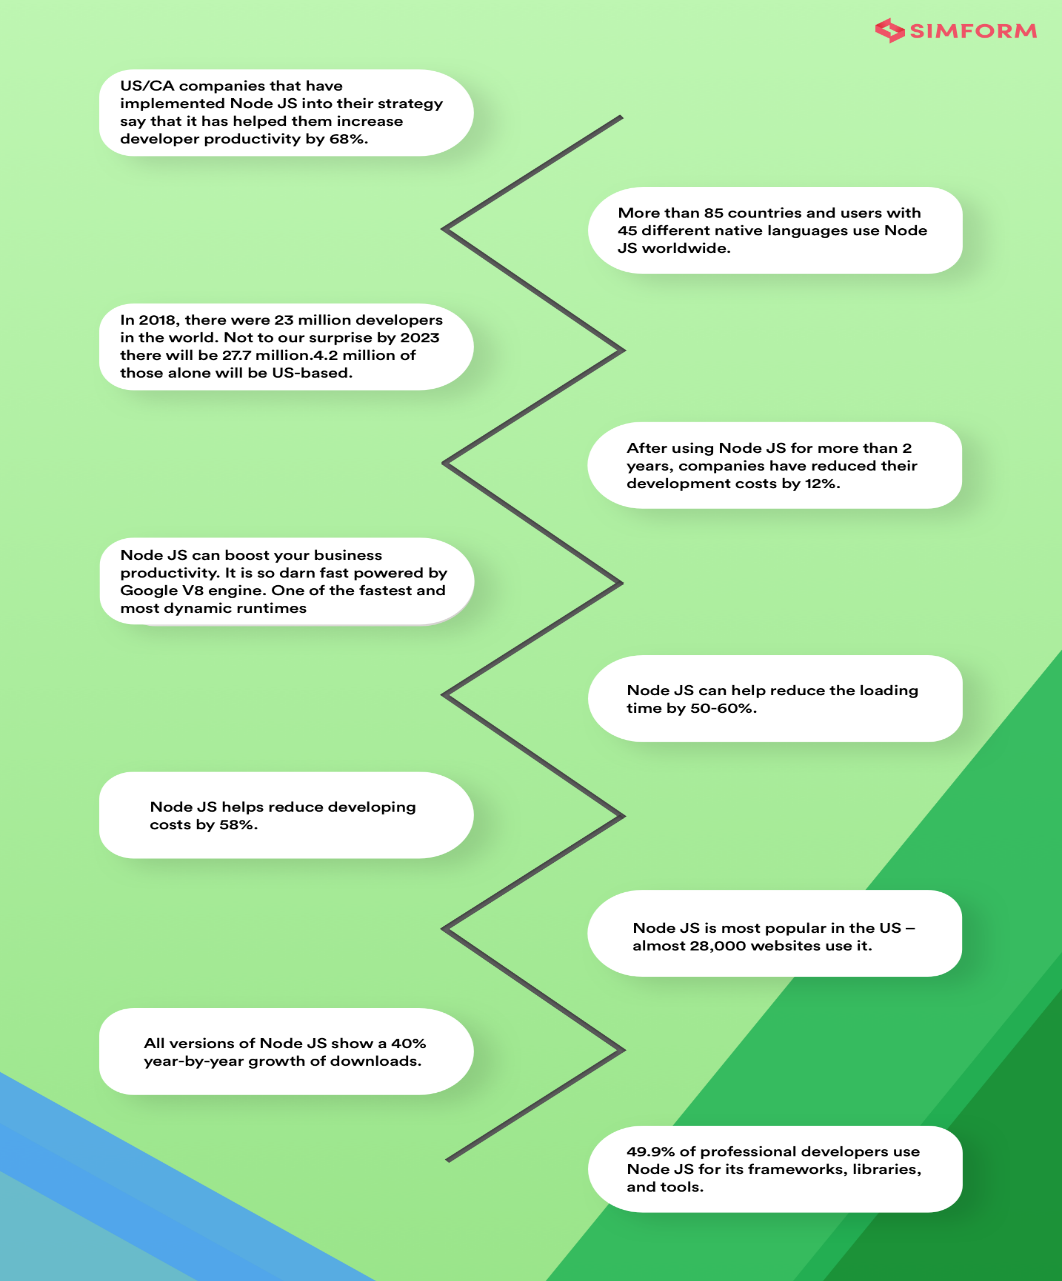 SIMFORM
US/CA companies that have
implemented Node JS into their strategy
say that it has helped them increase
developer productivity by 68%.
More than 85 countries and users with
45 different native languages use Node
JS worldwide.
In 2018, there were 23 million developers
in the world. Not to our surprise by 2023
there will be 27.7 million.4.2 million of
those alone will be US-based.
After using Node JS for more than 2
years, companies have reduced their
development costs by 12%.
Node JS can boost your business
productivity. It is so darn fast powered by
Google V8 engine. One of the fastest and
most dynamic runtimes
Node JS can help reduce the loading
time by 50-60%.
Node JS helps reduce developing
costs by 58%.
Node JS is most popular in the US –
almost 28,000 websites use it.
All versions of Node JS show a 40%
year-by-year growth of downloads.
49.9% of professional developers use
Node JS for its frameworks, libraries,
and tools.